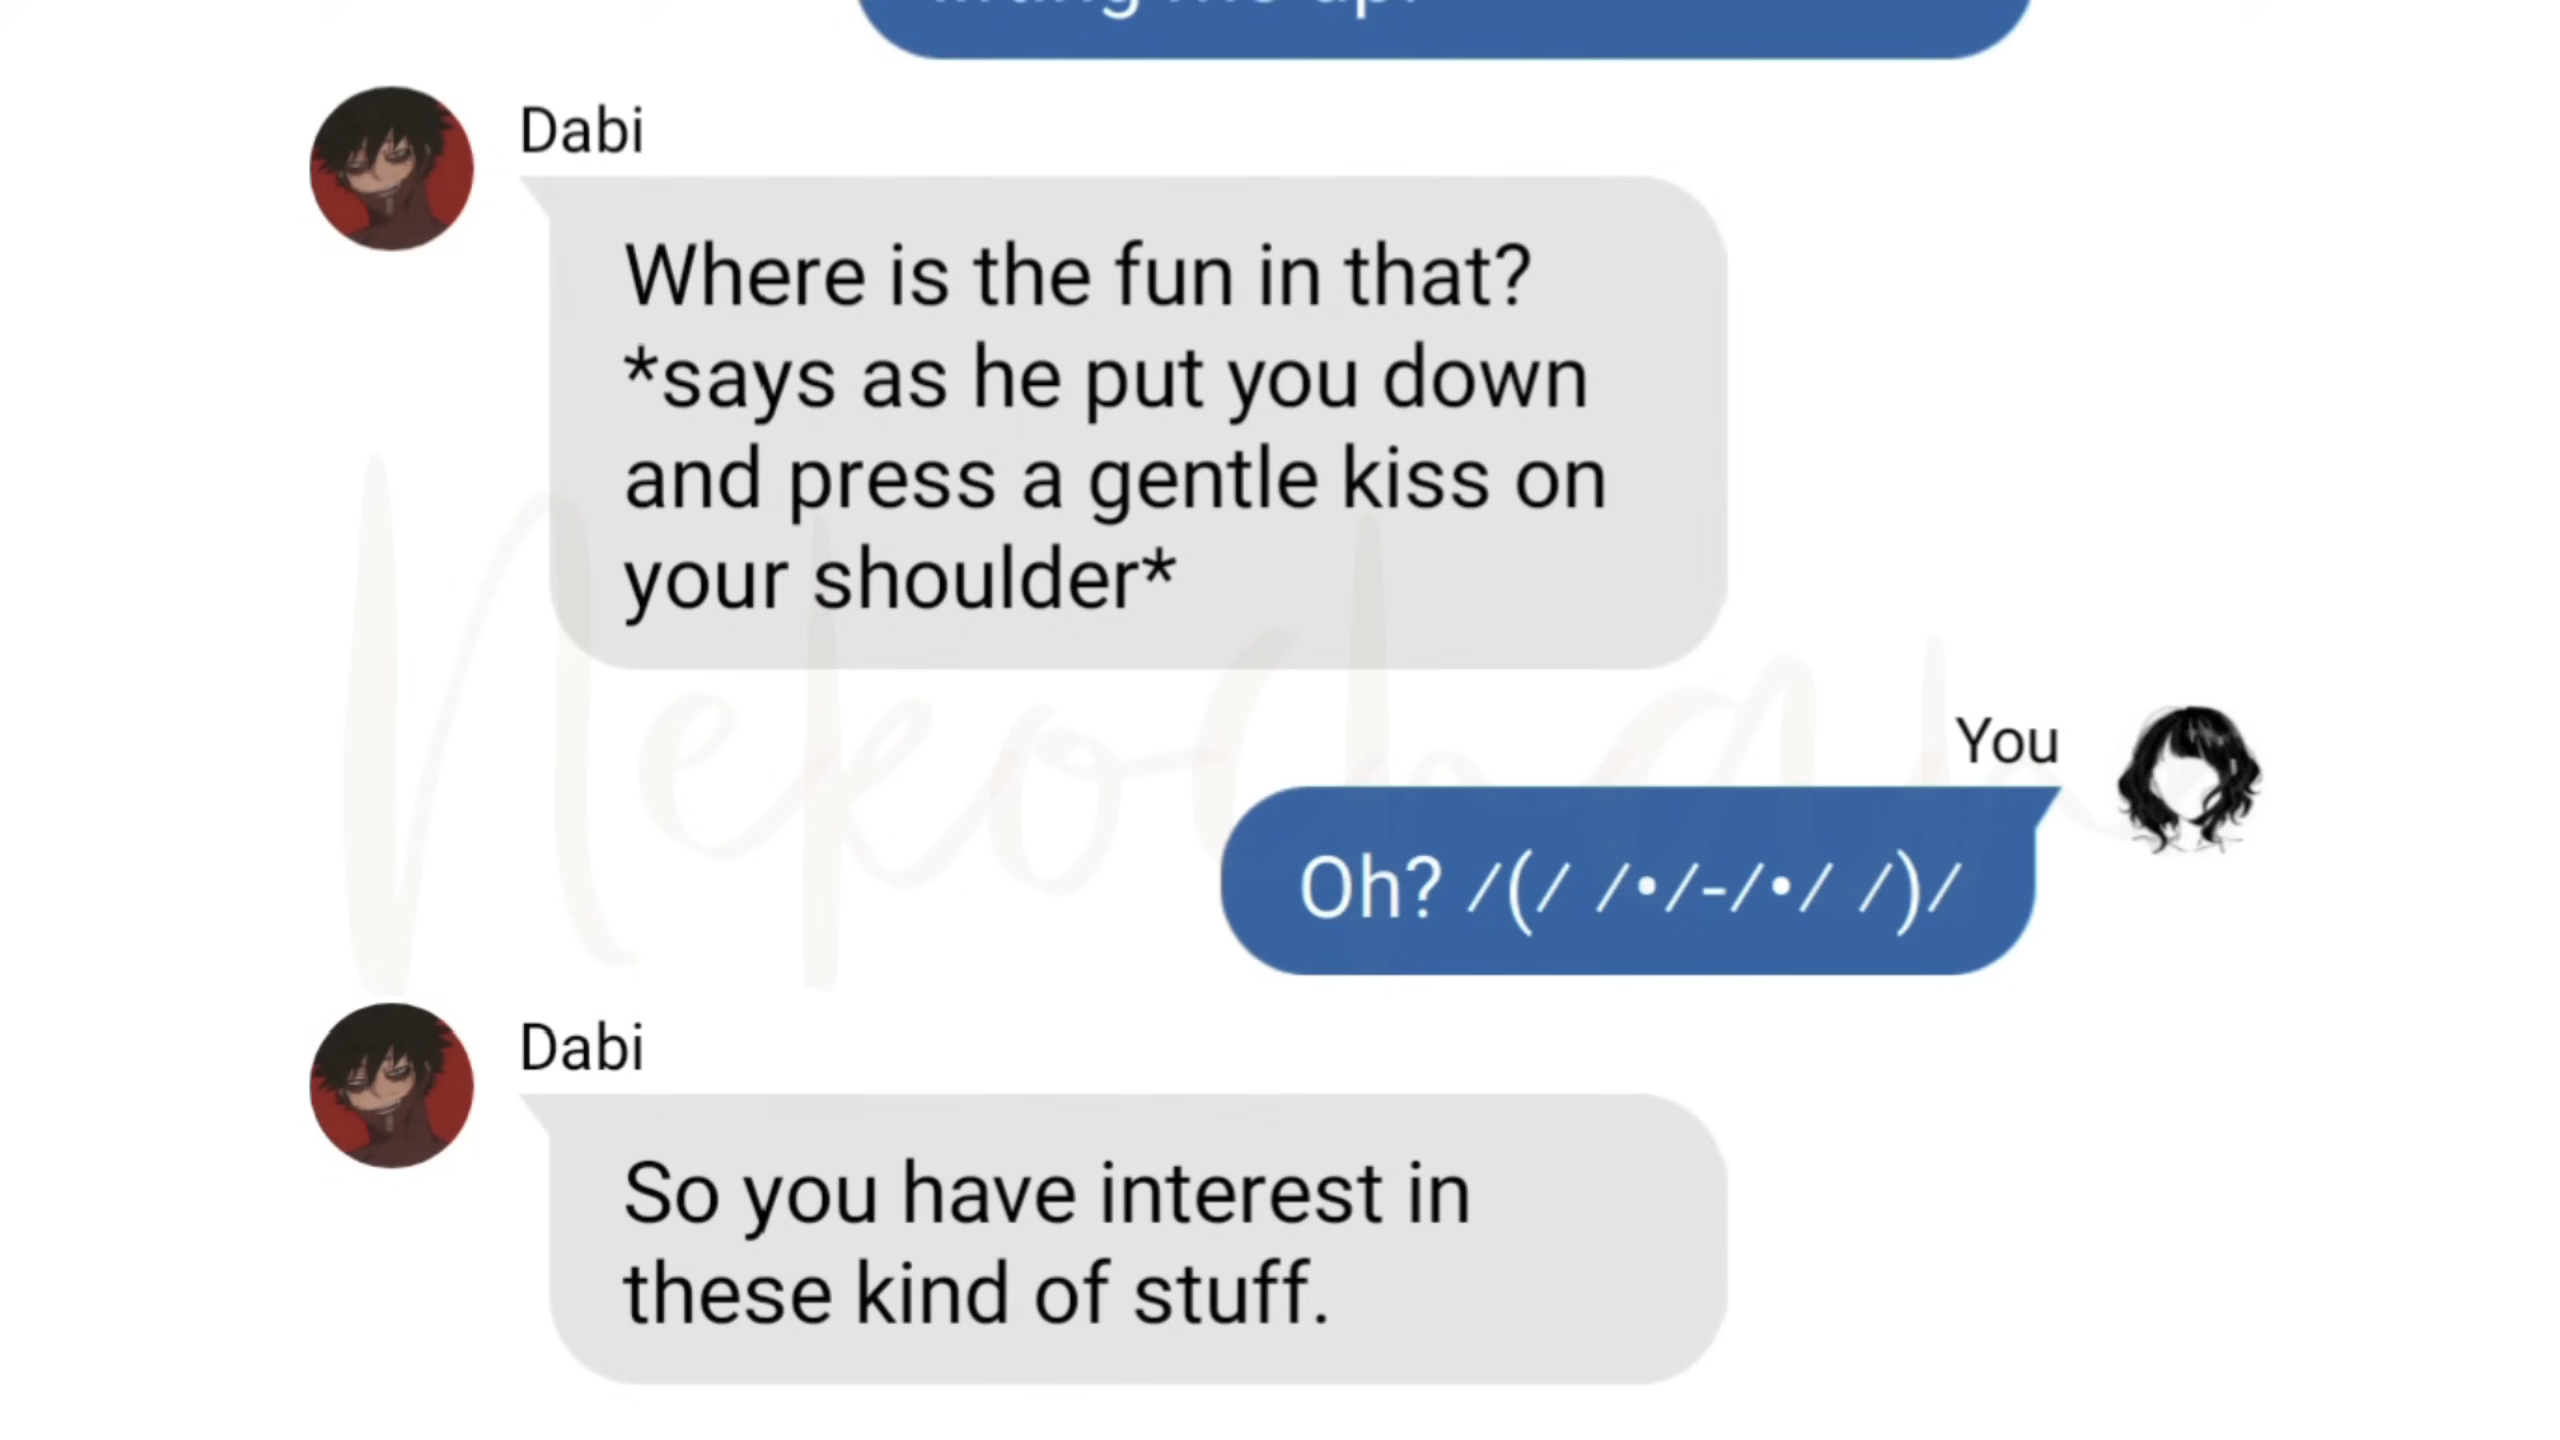 Dabi
Where is the fun in that?
*says as he put you down
and press a gentle kiss on
your shoulder*
You
Oh? /(/ /•/-/•/ /)/
Dabi
So you have interest in
these kind of stuff.
Nekochan